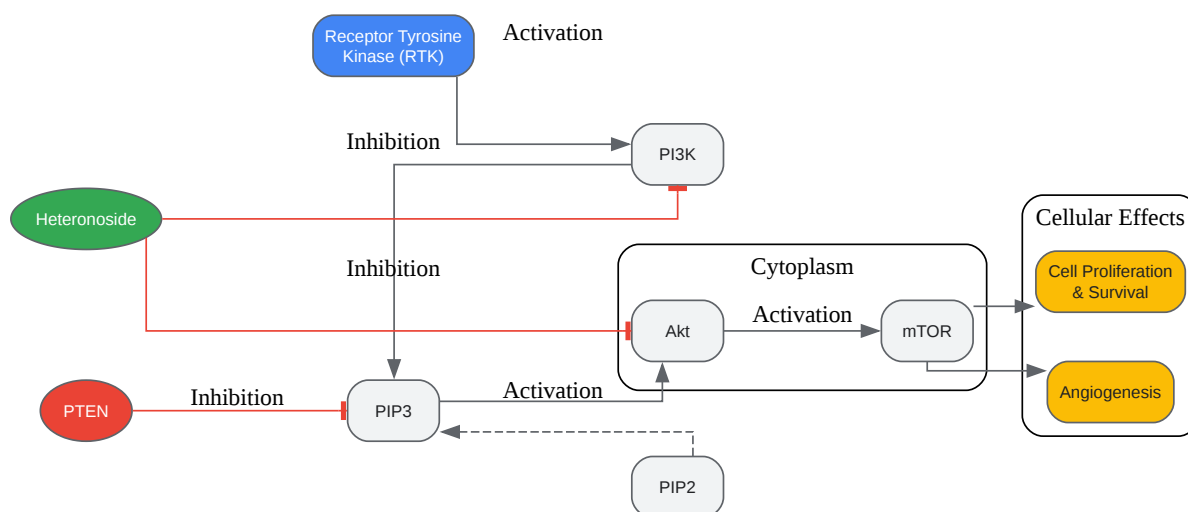 Receptor Tyrosine
Kinase (RTK)
Activation
Inhibition
PI3K
Heteronoside
Cellular Effects
Inhibition
Cytoplasm
Cell Proliferation
& Survival
Akt
Activation
mTOR
PTEN
Inhibition
PIP3
Activation
Angiogenesis
PIP2